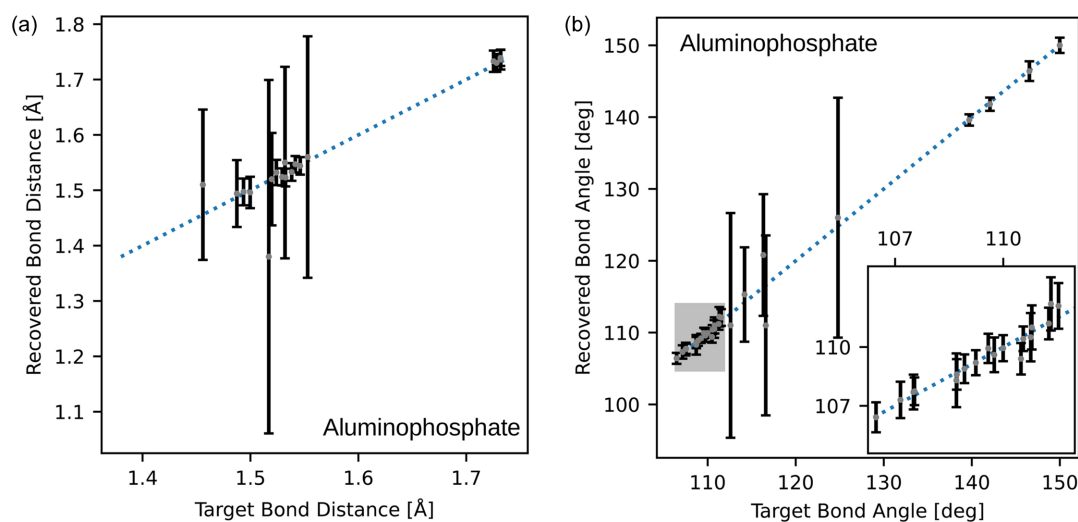 (a)
1.8
1.7
1.6
1.5
1.4
1.3
1.2
1.1
Recovered Bond Distance [Å]
Aluminophosphate
1.4 1.5 1.6 1.7
Target Bond Distance [Å]
(b)
Aluminophosphate
150
140
130
120
110
100
Recovered Bond Angle [deg]
107 110
110
107
110 120 130 140 150
Target Bond Angle [deg]